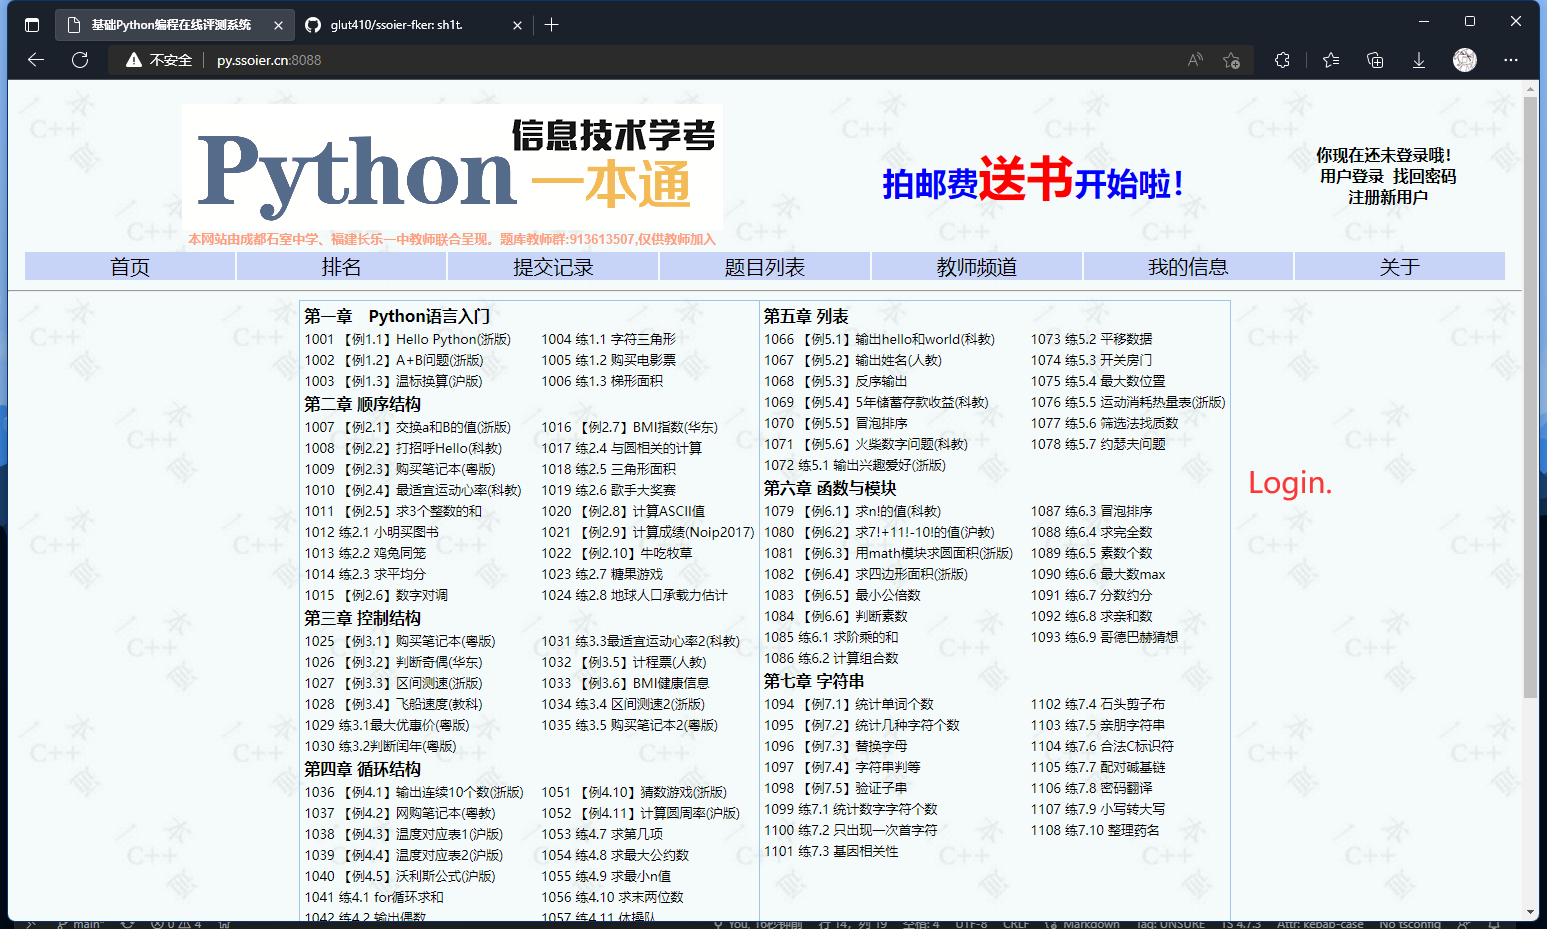 基础Python编程在线评测系统
glut410/ssoier-fker: sh1t.
不安全
py.ssoier.cn:8088
信息技术学考
Python 一本通
拍邮费送书开始啦！
你现在还未登录哦！
用户登录 找回密码
注册新用户
本网站由成都石室中学、福建长乐一中教师联合呈现。题库教师群:913613507,仅供教师加入
首页 排名 提交记录 题目列表 教师频道 我的信息 关于
第一章 Python语言入门
1001 【例1.1】Hello Python(浙版) 1004 练1.1 字符三角形
1002 【例1.2】A+B问题(浙版) 1005 练1.2 购买电影票
1003 【例1.3】温标换算(沪版) 1006 练1.3 梯形面积
第二章 顺序结构
1007 【例2.1】交换a和B的值(浙版) 1016 【例2.7】BMI指数(华东)
1008 【例2.2】打招呼Hello(科教) 1017 练2.4 与圆相关的计算
1009 【例2.3】购买笔记本(粤版) 1018 练2.5 三角形面积
1010 【例2.4】最适宜运动心率(科教) 1019 练2.6 歌手大奖赛
1011 【例2.5】求3个整数的和 1020 【例2.8】计算ASCII值
1012 练2.1 小明买图书 1021 【例2.9】计算成绩(Noip2017)
1013 练2.2 鸡兔同笼 1022 【例2.10】牛吃牧草
1014 练2.3 求平均分 1023 练2.7 糖果游戏
1015 【例2.6】数字对调 1024 练2.8 地球人口承载力估计
第三章 控制结构
1025 【例3.1】购买笔记本(粤版) 1031 练3.3最适宜运动心率2(科教)
1026 【例3.2】判断奇偶(华东) 1032 【例3.5】计程票(人教)
1027 【例3.3】区间测速(浙版) 1033 【例3.6】BMI健康信息
1028 【例3.4】飞船速度(教科) 1034 练3.4 区间测速2(浙版)
1029 练3.1最大优惠价(粤版) 1035 练3.5 购买笔记本2(粤版)
1030 练3.2判断闰年(粤版)
第四章 循环结构
1036 【例4.1】输出连续10个数(浙版) 1051 【例4.10】猜数游戏(浙版)
1037 【例4.2】网购笔记本(粤教) 1052 【例4.11】计算圆周率(沪版)
1038 【例4.3】温度对应表1(沪版) 1053 练4.7 求第几项
1039 【例4.4】温度对应表2(沪版) 1054 练4.8 求最大公约数
1040 【例4.5】沃利斯公式(沪版) 1055 练4.9 求最小n值
1041 练4.1 for循环求和 1056 练4.10 求末两位数
1042 练4.2 输出偶数 1057 练4.11 体操队
第五章 列表
1066 【例5.1】输出hello和world(科教) 1073 练5.2 平移数据
1067 【例5.2】输出姓名(人教) 1074 练5.3 开关房门
1068 【例5.3】反序输出 1075 练5.4 最大数位置
1069 【例5.4】5年储蓄存款收益(科教) 1076 练5.5 运动消耗热量表(浙版)
1070 【例5.5】冒泡排序 1077 练5.6 筛选法找质数
1071 【例5.6】火柴数字问题(科教) 1078 练5.7 约瑟夫问题
1072 练5.1 输出兴趣爱好(浙版)
第六章 函数与模块
1079 【例6.1】求n!的值(科教) 1087 练6.3 冒泡排序
1080 【例6.2】求7!+11!-10!的值(沪教) 1088 练6.4 求完全数
1081 【例6.3】用math模块求圆面积(浙版) 1089 练6.5 素数个数
1082 【例6.4】求四边形面积(浙版) 1090 练6.6 最大数max
1083 【例6.5】最小公倍数 1091 练6.7 分数约分
1084 【例6.6】判断素数 1092 练6.8 求亲和数
1085 练6.1 求阶乘的和 1093 练6.9 哥德巴赫猜想
1086 练6.2 计算组合数
第七章 字符串
1094 【例7.1】统计单词个数 1102 练7.4 石头剪子布
1095 【例7.2】统计几种字符个数 1103 练7.5 亲朋字符串
1096 【例7.3】替换字母 1104 练7.6 合法C标识符
1097 【例7.4】字符串判等 1105 练7.7 配对碱基链
1098 【例7.5】验证子串 1106 练7.8 密码翻译
1099 练7.1 统计数字字符个数 1107 练7.9 小写转大写
1100 练7.2 只出现一次首字符 1108 练7.10 整理药名
1101 练7.3 基因相关性
Login.
main* 0 4 You, 16秒钟前 行 14，列 19 空格: 4 UTF-8 CRLF Markdown Tag: UNSURE TS 4.7.3 Attr: kebab-case No tsconfig